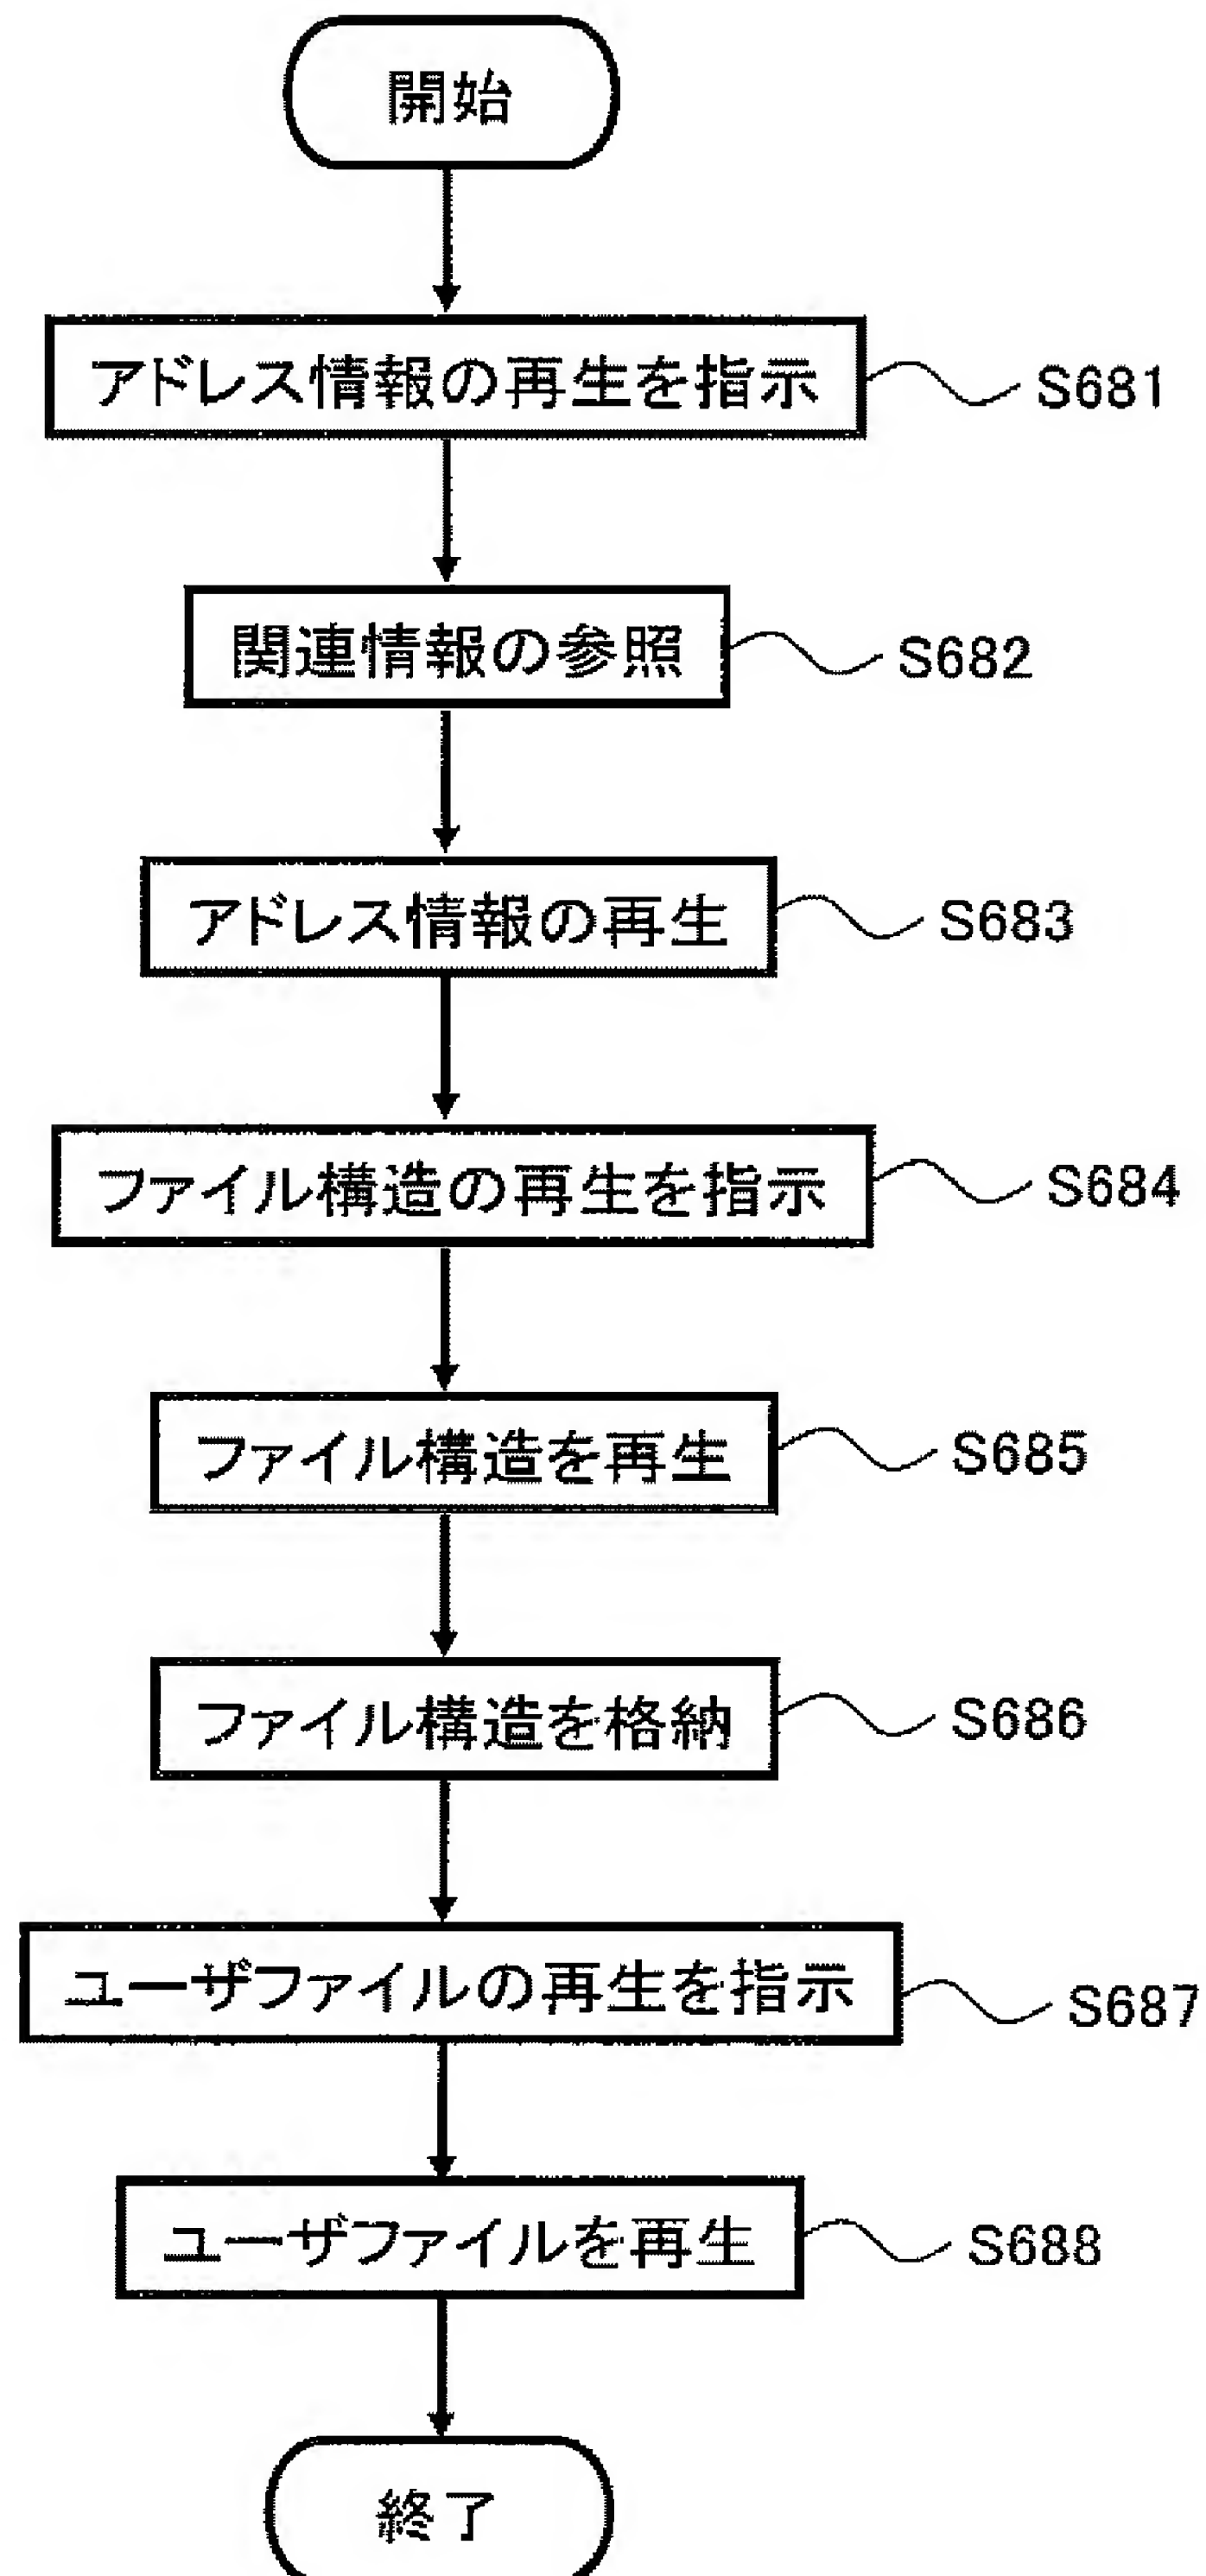 開始
アドレス情報の再生を指示 S681
関連情報の参照 S682
アドレス情報の再生 S683
ファイル構造の再生を指示 S684
ファイル構造を再生 S685
ファイル構造を格納 S686
ユーザファイルの再生を指示 S687
ユーザファイルを再生 S688
終了